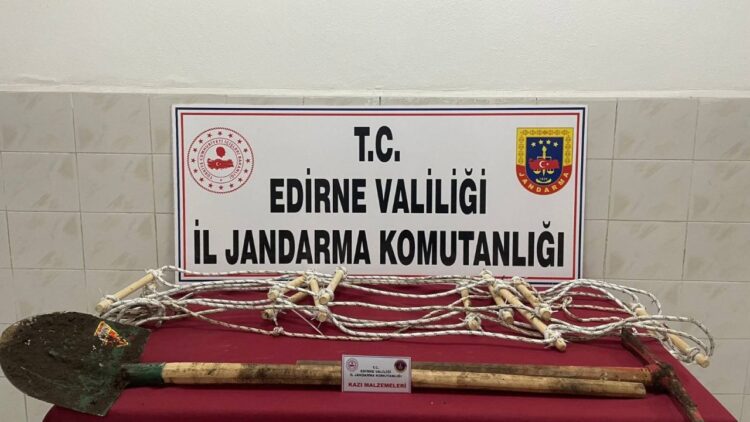 T.C.
EDİRNE VALİLİĞİ
İL JANDARMA KOMUTANLIĞI
JANDARMA
T.C.
EDİRNE VALİLİĞİ
İL JANDARMA KOMUTANLIĞI
KAZI MALZEMELERİ